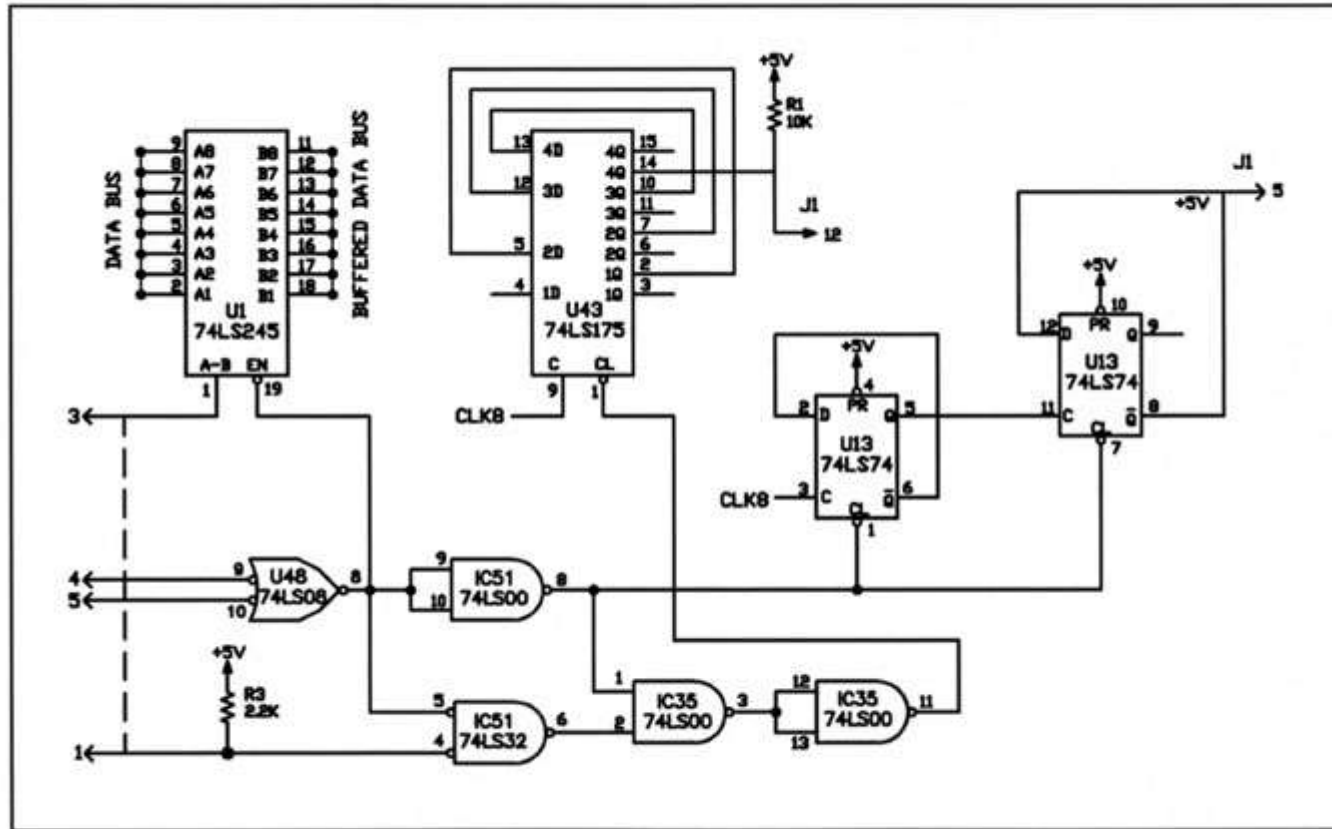 DATA BUS
9 A8 B8 11
8 A7 B7 12
7 A6 B6 13
6 A5 B5 14
5 A4 B4 15
4 A3 B3 16
3 A2 B2 17
2 A1 B1 18
U1
74LS245
A-B EN
1 19
BUFFERED DATA BUS
13 4D 4Q 15
4Q 14
12 3D 3Q 10
3Q 11
2Q 7
5 2D 2Q 6
1Q 2
4 1D 1Q 3
U43
74LS175
C CL
9 1
CLK8
+5V
R1
10K
J1
12
J1
5
+5V
+5V
10
PR
12 D Q 9
U13
74LS74
11 C Q̅ 8
CL
7
+5V
4
PR
2 D Q 5
U13
74LS74
CLK8 3 C Q̅ 6
CL
1
3
4
5
9
10
U48
74LS08
8
9
10
IC51
74LS00
8
+5V
R3
2.2K
1
5
4
IC51
74LS32
6
1
2
IC35
74LS00
3
12
13
IC35
74LS00
11